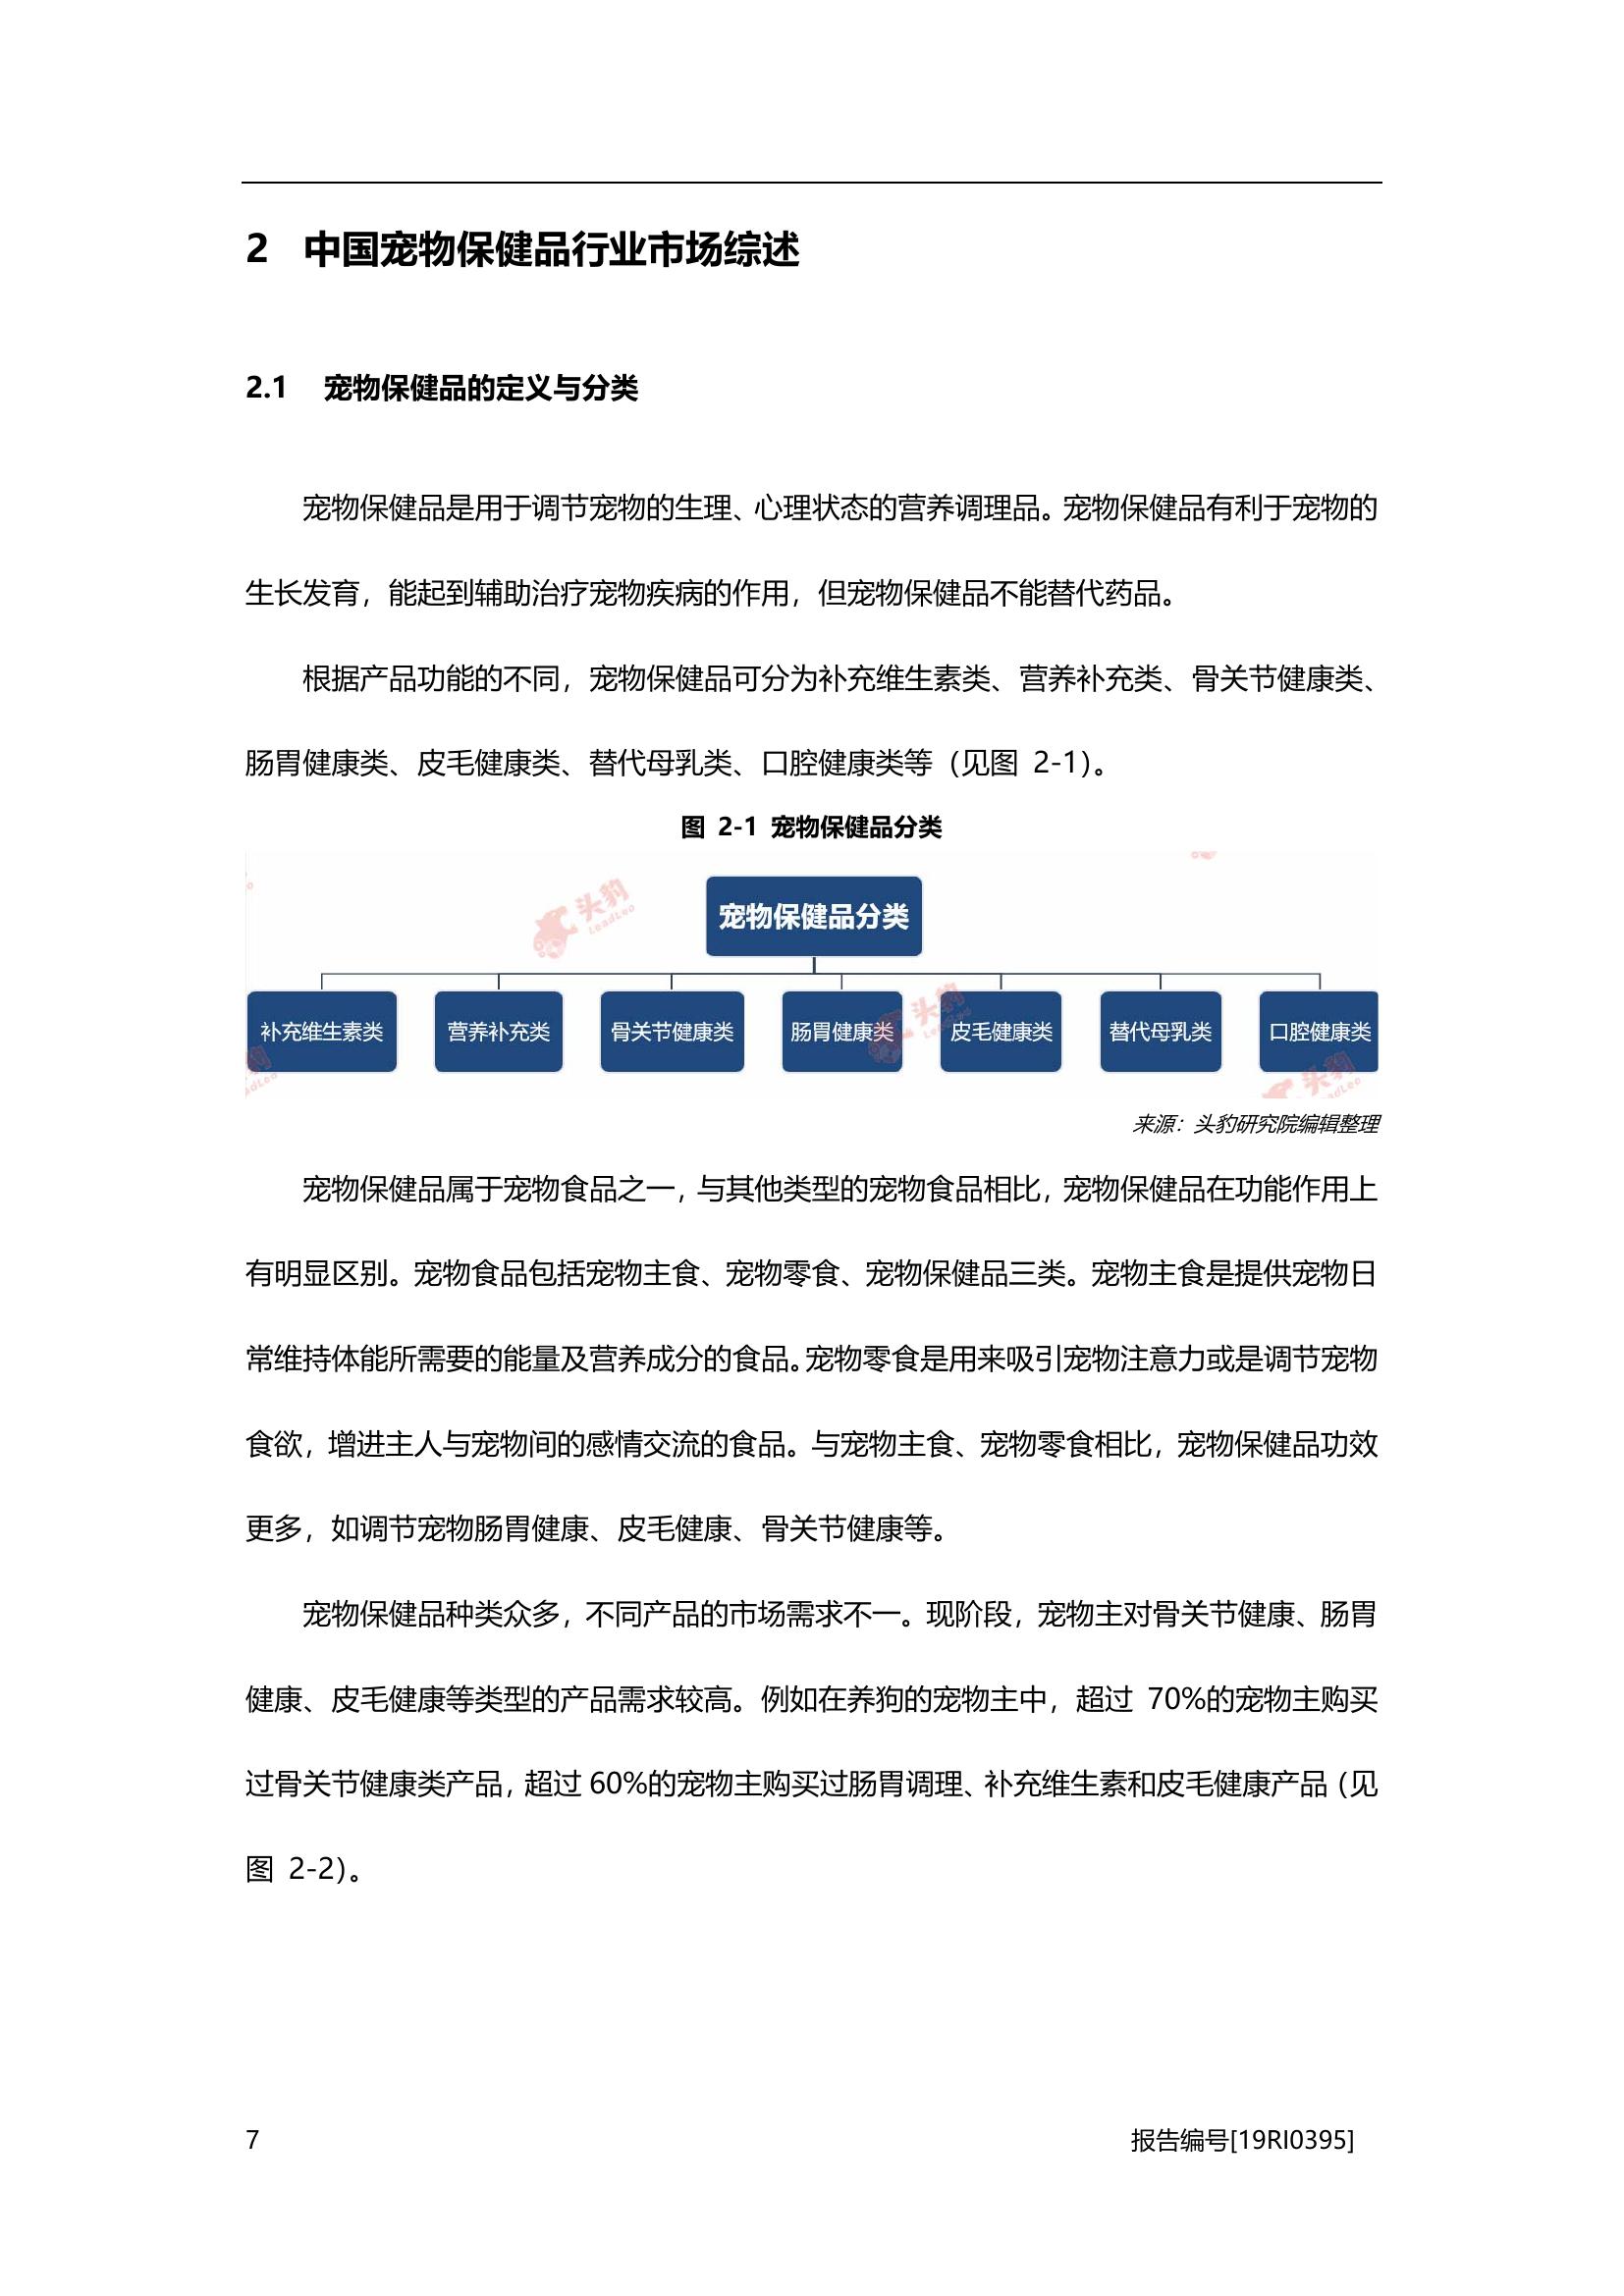 2 中国宠物保健品行业市场综述
2.1 宠物保健品的定义与分类
宠物保健品是用于调节宠物的生理、心理状态的营养调理品。宠物保健品有利于宠物的
生长发育，能起到辅助治疗宠物疾病的作用，但宠物保健品不能替代药品。
根据产品功能的不同，宠物保健品可分为补充维生素类、营养补充类、骨关节健康类、
肠胃健康类、皮毛健康类、替代母乳类、口腔健康类等（见图 2-1）。
图 2-1 宠物保健品分类
头豹
LeadLeo
宠物保健品分类
补充维生素类 营养补充类 骨关节健康类 肠胃健康类 皮毛健康类 替代母乳类 口腔健康类
来源：头豹研究院编辑整理
宠物保健品属于宠物食品之一，与其他类型的宠物食品相比，宠物保健品在功能作用上
有明显区别。宠物食品包括宠物主食、宠物零食、宠物保健品三类。宠物主食是提供宠物日
常维持体能所需要的能量及营养成分的食品。宠物零食是用来吸引宠物注意力或是调节宠物
食欲，增进主人与宠物间的感情交流的食品。与宠物主食、宠物零食相比，宠物保健品功效
更多，如调节宠物肠胃健康、皮毛健康、骨关节健康等。
宠物保健品种类众多，不同产品的市场需求不一。现阶段，宠物主对骨关节健康、肠胃
健康、皮毛健康等类型的产品需求较高。例如在养狗的宠物主中，超过 70%的宠物主购买
过骨关节健康类产品，超过 60%的宠物主购买过肠胃调理、补充维生素和皮毛健康产品（见
图 2-2）。
7 报告编号[19RI0395]